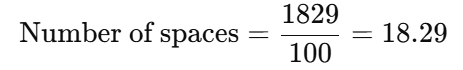 Number of spaces = 1829/100 = 18.29